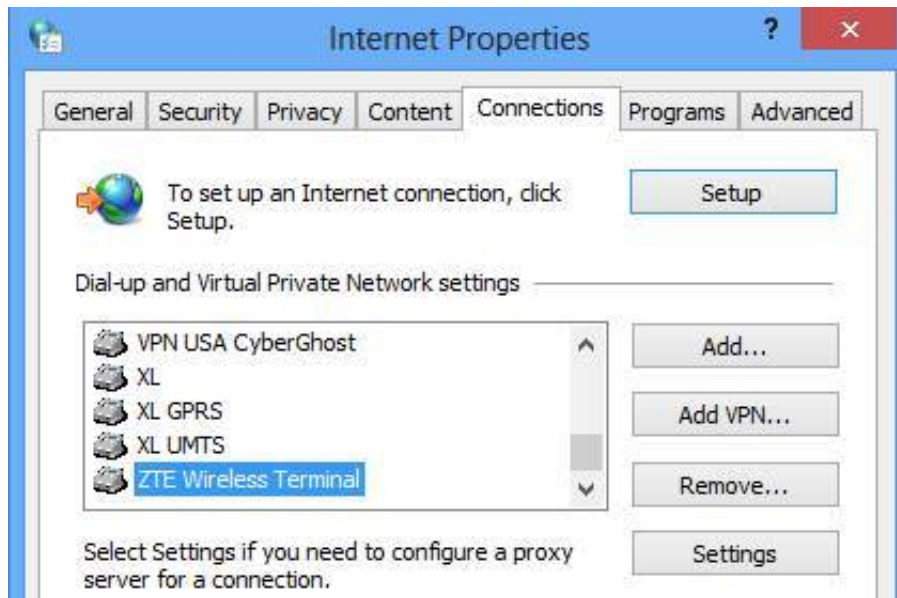 Internet Properties
?
General Security Privacy Content Connections Programs Advanced
To set up an Internet connection, click
Setup.
Setup
Dial-up and Virtual Private Network settings
VPN USA CyberGhost
XL
XL GPRS
XL UMTS
ZTE Wireless Terminal
Add...
Add VPN...
Remove...
Select Settings if you need to configure a proxy
server for a connection.
Settings